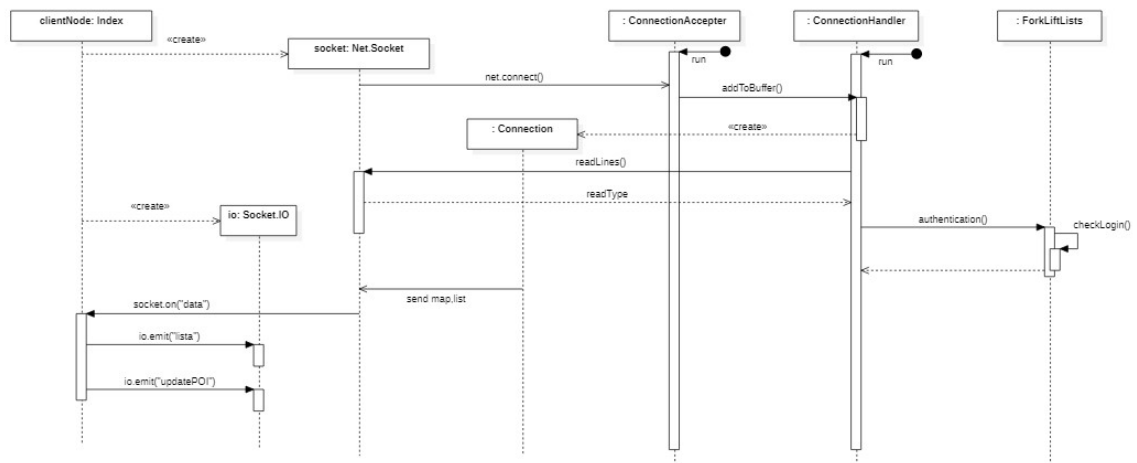 clientNode: Index
: ConnectionAccepter
: ConnectionHandler
: ForkLiftLists
«create»
socket: Net.Socket
run
run
net.connect()
addToBuffer()
: Connection
«create»
readLines()
readType
«create»
io: Socket.IO
authentication()
checkLogin()
send map,list
socket.on("data")
io.emit("lista")
io.emit("updatePOI")